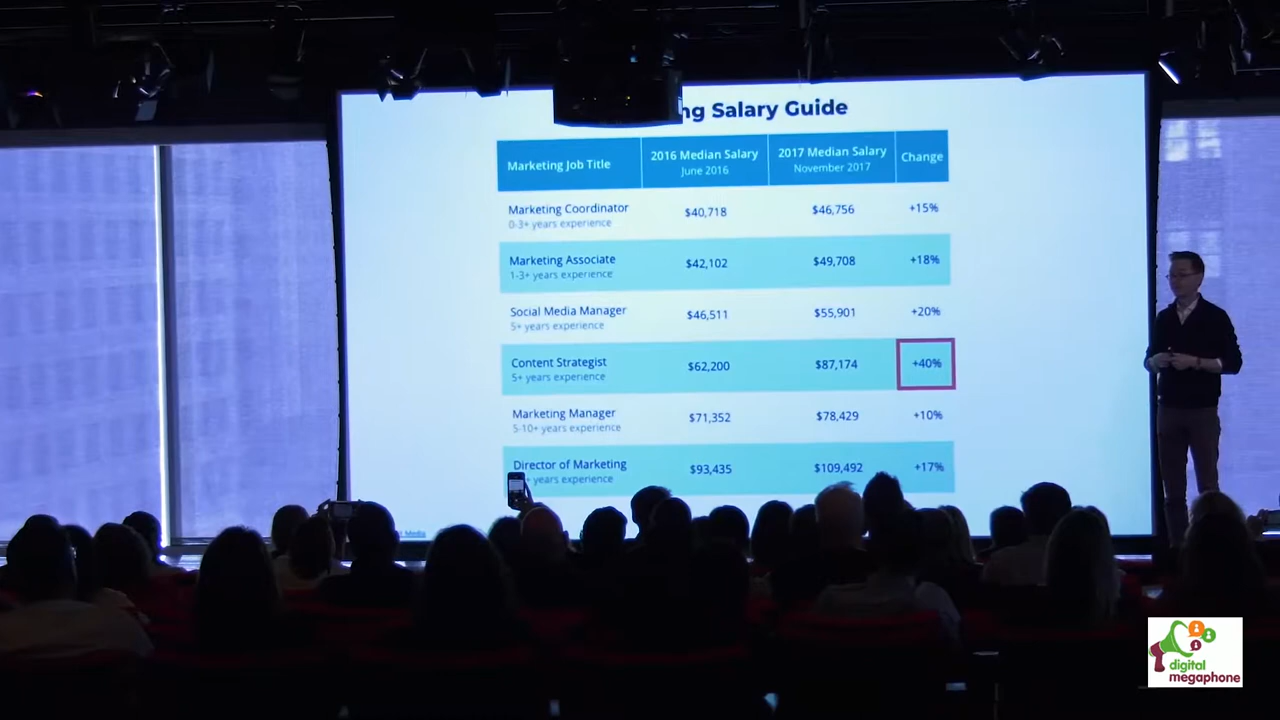 ng Salary Guide
Marketing Job Title
2016 Median Salary
June 2016
2017 Median Salary
November 2017
Change
Marketing Coordinator
0-3+ years experience
$40,718
$46,756
+15%
Marketing Associate
1-3+ years experience
$42,102
$49,708
+18%
Social Media Manager
5+ years experience
$46,511
$55,901
+20%
Content Strategist
5+ years experience
$62,200
$87,174
+40%
Marketing Manager
5-10+ years experience
$71,352
$78,429
+10%
Director of Marketing
+ years experience
$93,435
$109,492
+17%
Media
digital
megaphone